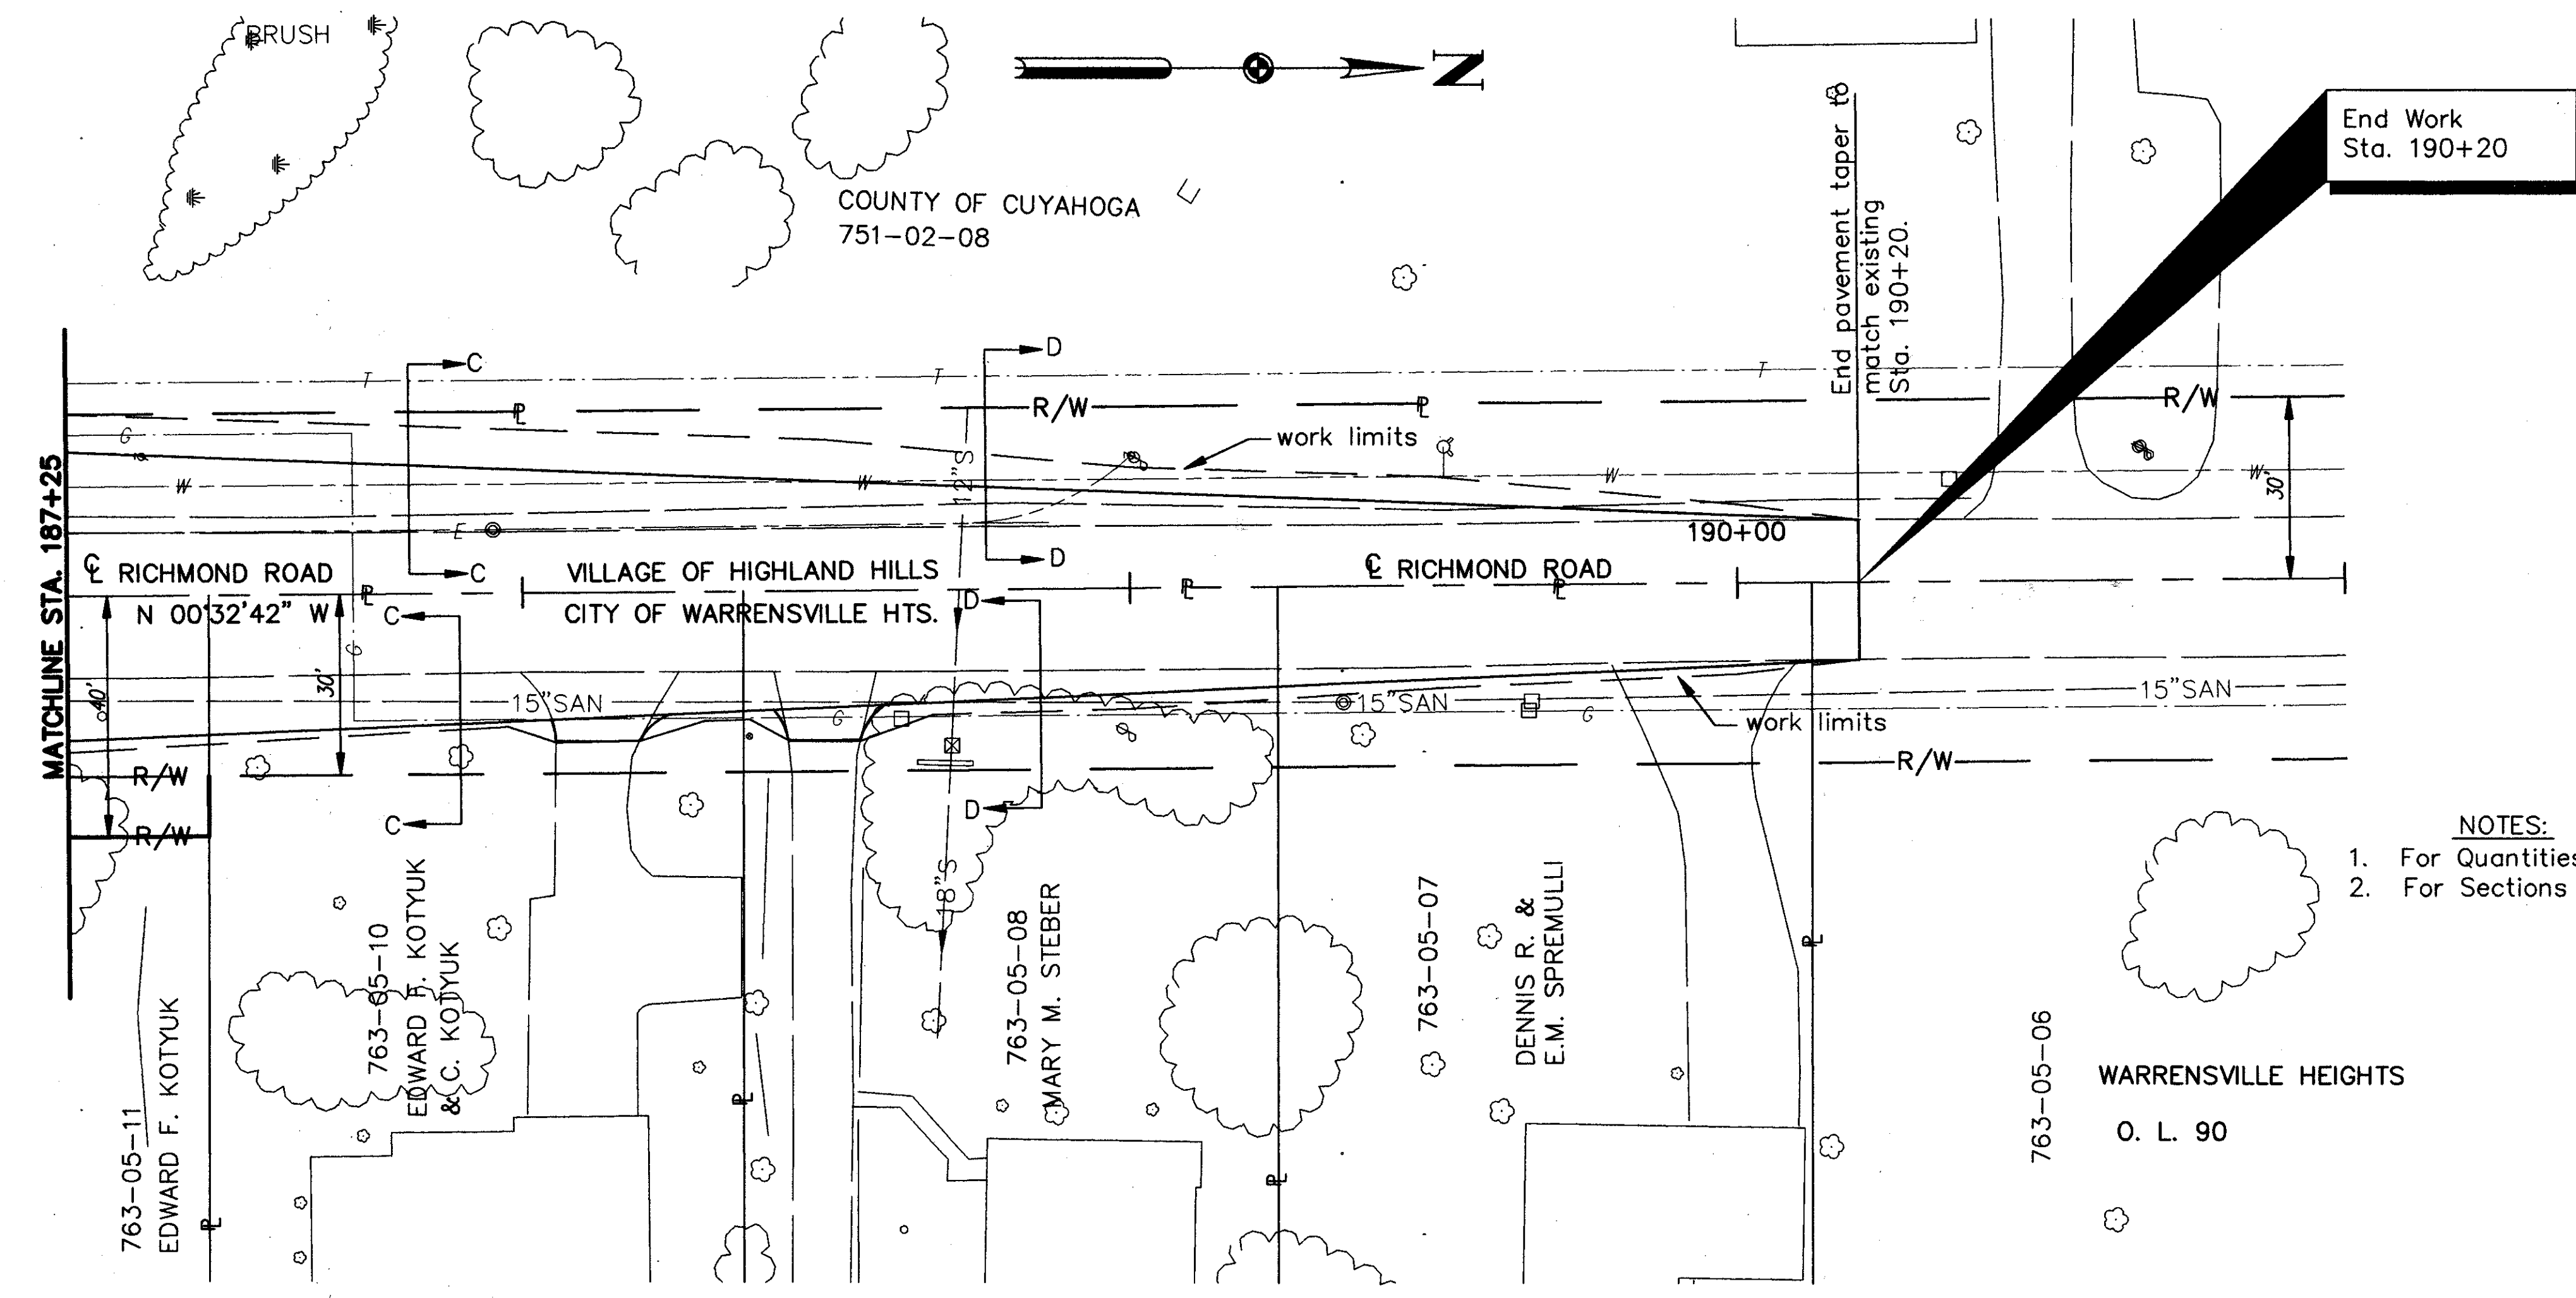 BRUSH
N
COUNTY OF CUYAHOGA
751-02-08
End pavement taper to
match existing
Sta. 190+20.
End Work
Sta. 190+20
MATCHLINE STA. 187+25
T
T
T
C
D
R/W
R/W
G
work limits
12"S
W
W
W
W
30'
E
190+00
C
D
℄ RICHMOND ROAD
VILLAGE OF HIGHLAND HILLS
℄ RICHMOND ROAD
N 00°32'42" W
CITY OF WARRENSVILLE HTS.
C
D
40'
30'
G
15"SAN
G
15"SAN
G
15"SAN
work limits
R/W
R/W
R/W
C
D
18"S
NOTES:
1. For Quantities
2. For Sections
763-05-11
EDWARD F. KOTYUK
763-05-10
EDWARD F. KOTYUK
& C. KOTYUK
763-05-08
MARY M. STEBER
763-05-07
DENNIS R. &
E.M. SPREMULLI
763-05-06
WARRENSVILLE HEIGHTS
O. L. 90